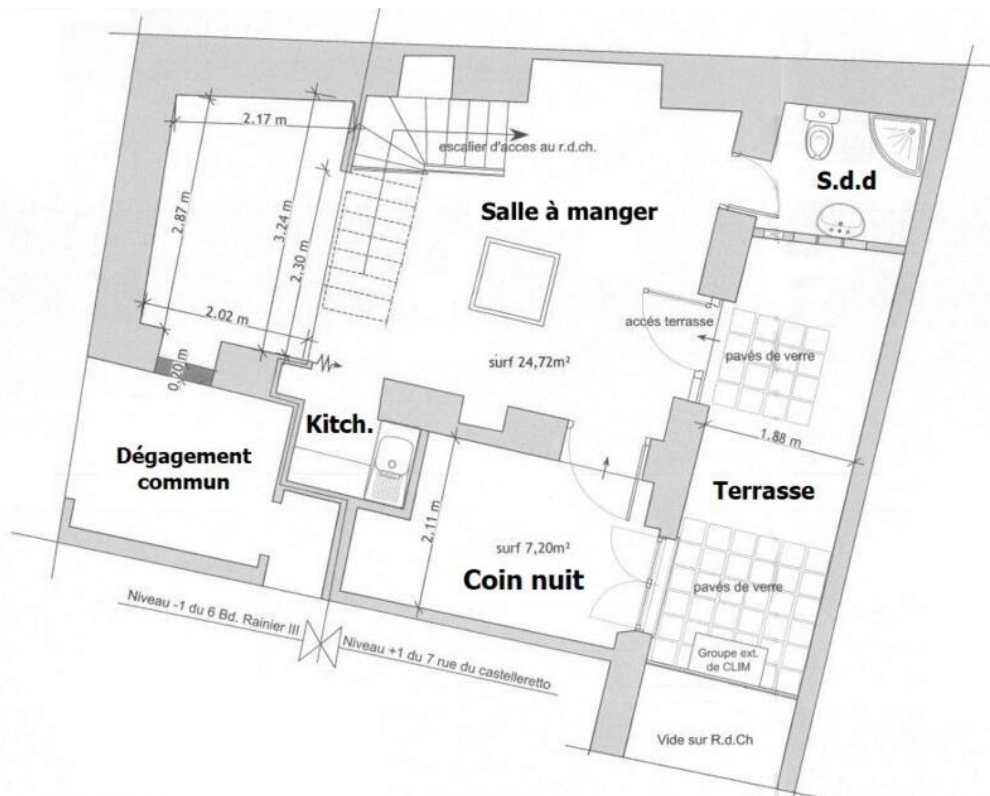 2.17 m
escalier d'acces au r.d.ch.
S.d.d
2.87 m
3.24 m
2.30 m
Salle à manger
2.02 m
accés terrasse
pavés de verre
surf 24,72m²
0,20 m
Kitch.
1.88 m
Dégagement
commun
Terrasse
2.11 m
surf 7,20m²
Coin nuit
pavés de verre
Niveau -1 du 6 Bd. Rainier III
Niveau +1 du 7 rue du castelleretto
Groupe ext.
de CLIM
Vide sur R.d.Ch